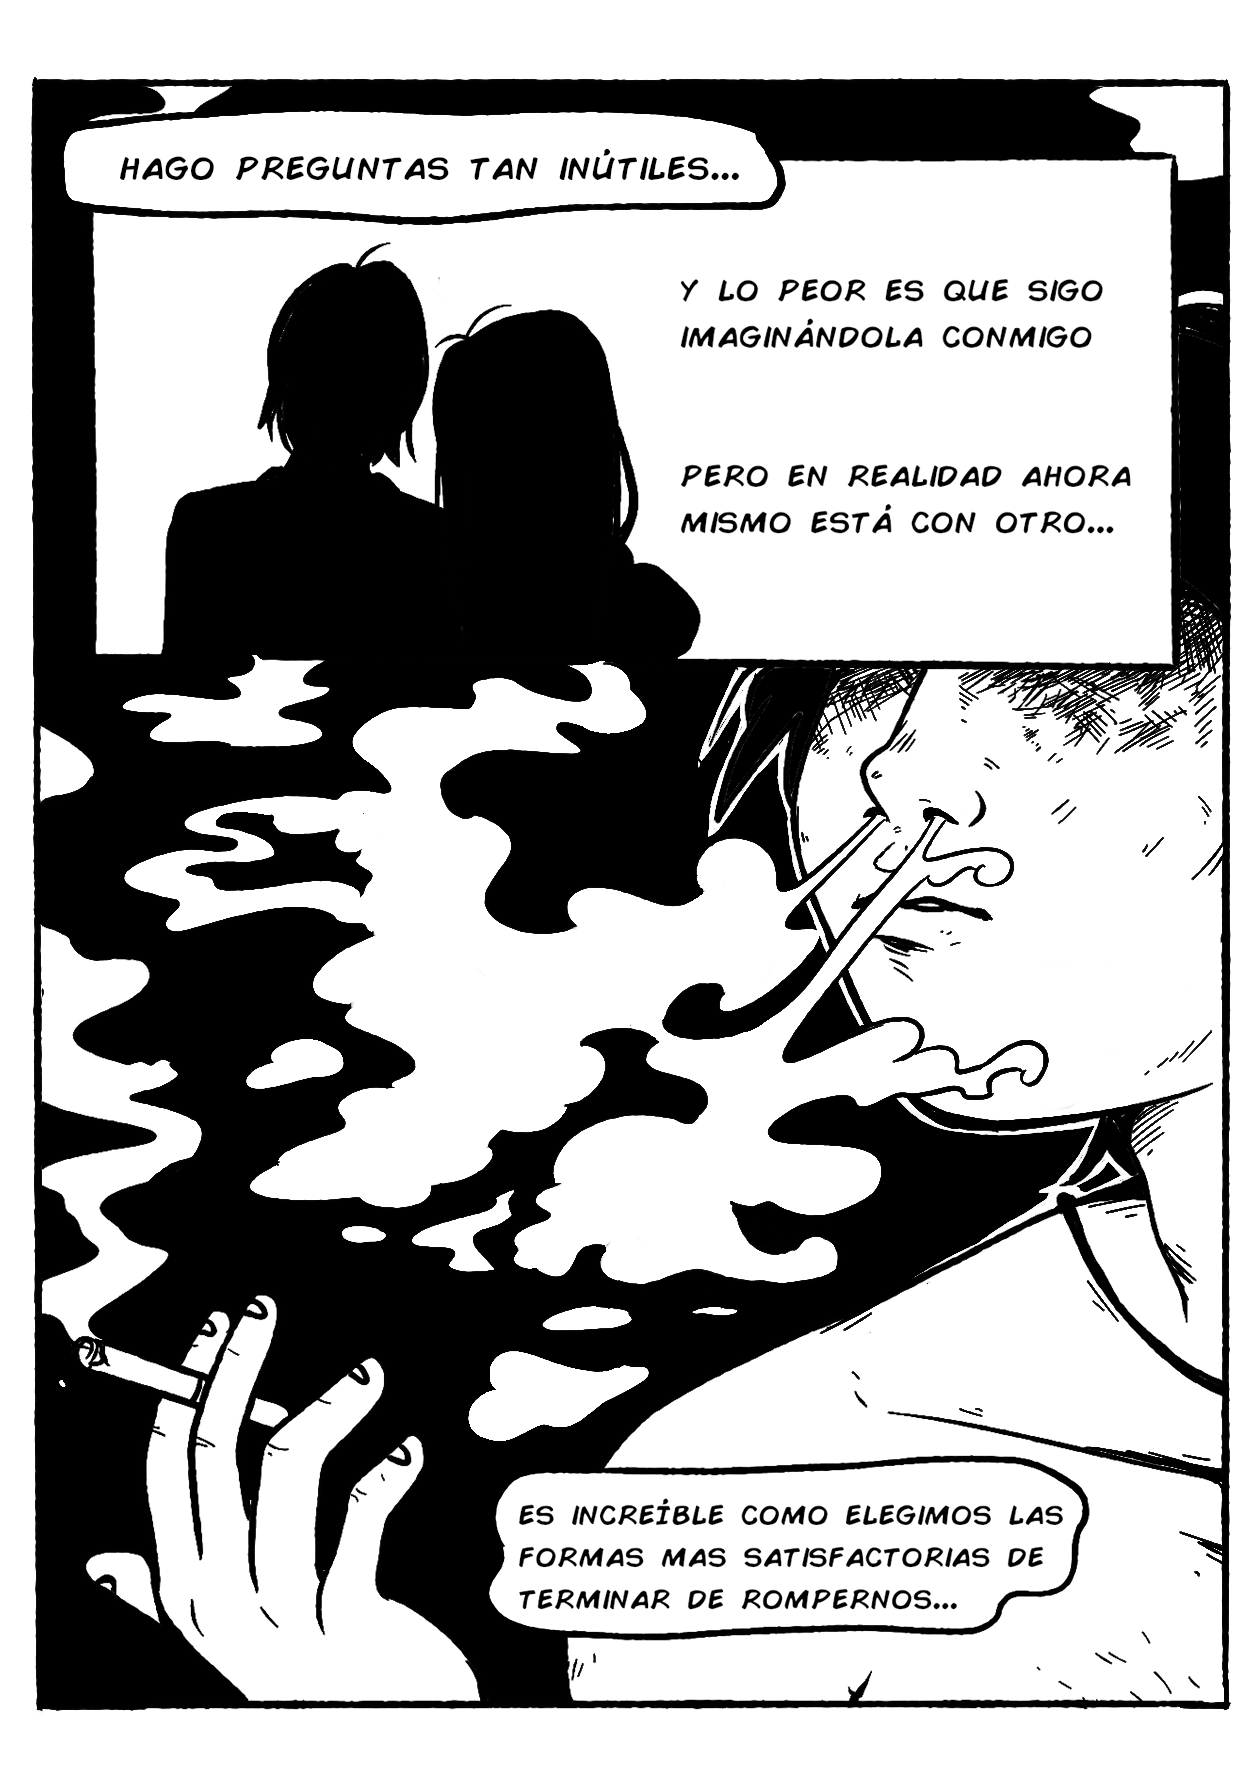 HAGO PREGUNTAS TAN INÚTILES...
Y LO PEOR ES QUE SIGO
IMAGINÁNDOLA CONMIGO
PERO EN REALIDAD AHORA
MISMO ESTÁ CON OTRO...
ES INCREÍBLE COMO ELEGIMOS LAS
FORMAS MAS SATISFACTORIAS DE
TERMINAR DE ROMPERNOS...